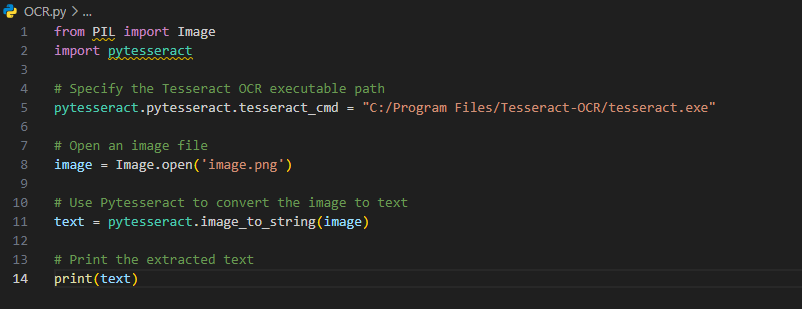 OCR.py > ...
1 from PIL import Image
2 import pytesseract
3
4 # Specify the Tesseract OCR executable path
5 pytesseract.pytesseract.tesseract_cmd = "C:/Program Files/Tesseract-OCR/tesseract.exe"
6
7 # Open an image file
8 image = Image.open('image.png')
9
10 # Use Pytesseract to convert the image to text
11 text = pytesseract.image_to_string(image)
12
13 # Print the extracted text
14 print(text)